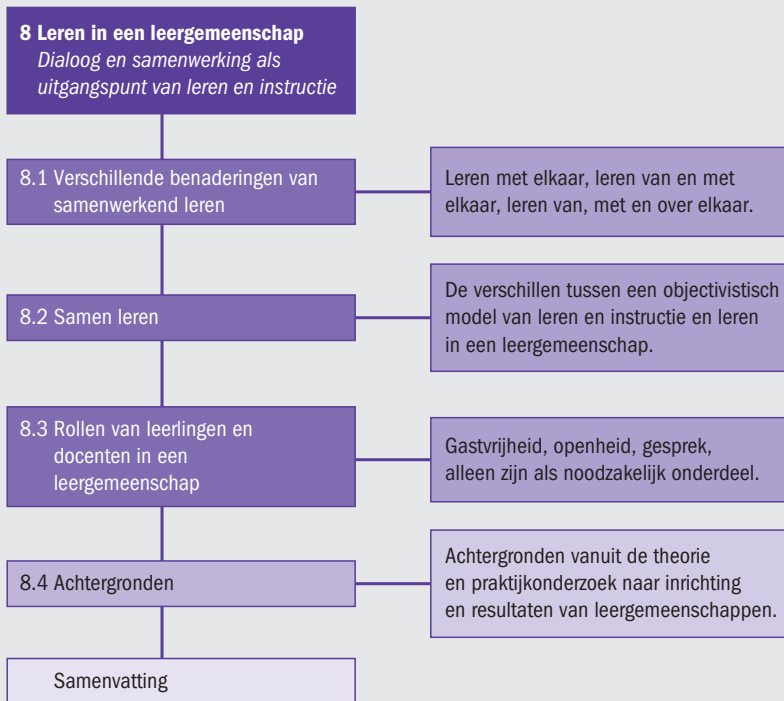 8 Leren in een leergemeenschap
Dialoog en samenwerking als
uitgangspunt van leren en instructie
8.1 Verschillende benaderingen van
samenwerkend leren
Leren met elkaar, leren van en met
elkaar, leren van, met en over elkaar.
8.2 Samen leren
De verschillen tussen een objectivistisch
model van leren en instructie en leren
in een leergemeenschap.
8.3 Rollen van leerlingen en
docenten in een
leergemeenschap
Gastvrijheid, openheid, gesprek,
alleen zijn als noodzakelijk onderdeel.
8.4 Achtergronden
Achtergronden vanuit de theorie
en praktijkonderzoek naar inrichting
en resultaten van leergemeenschappen.
Samenvatting